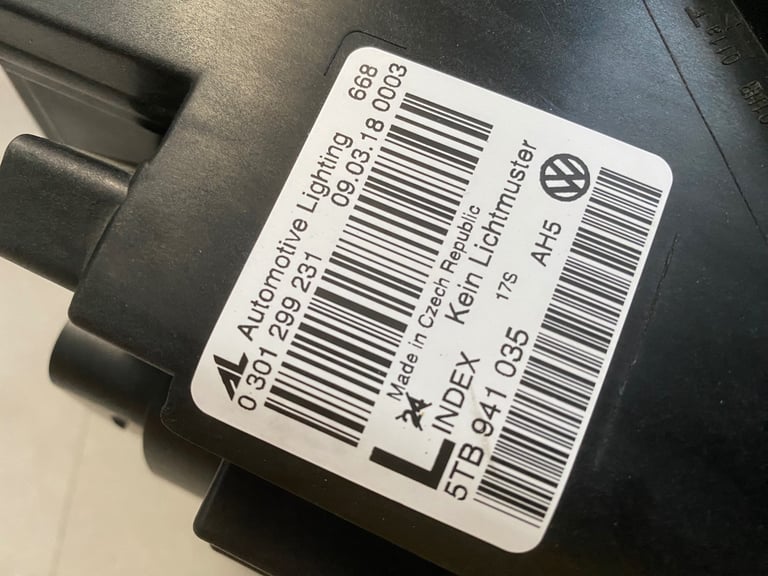 AL Automotive Lighting 668
0 301 299 231 09.03.18 0003
Made in Czech Republic
L INDEX Kein Lichtmuster
17S
5TB 941 035 AH5